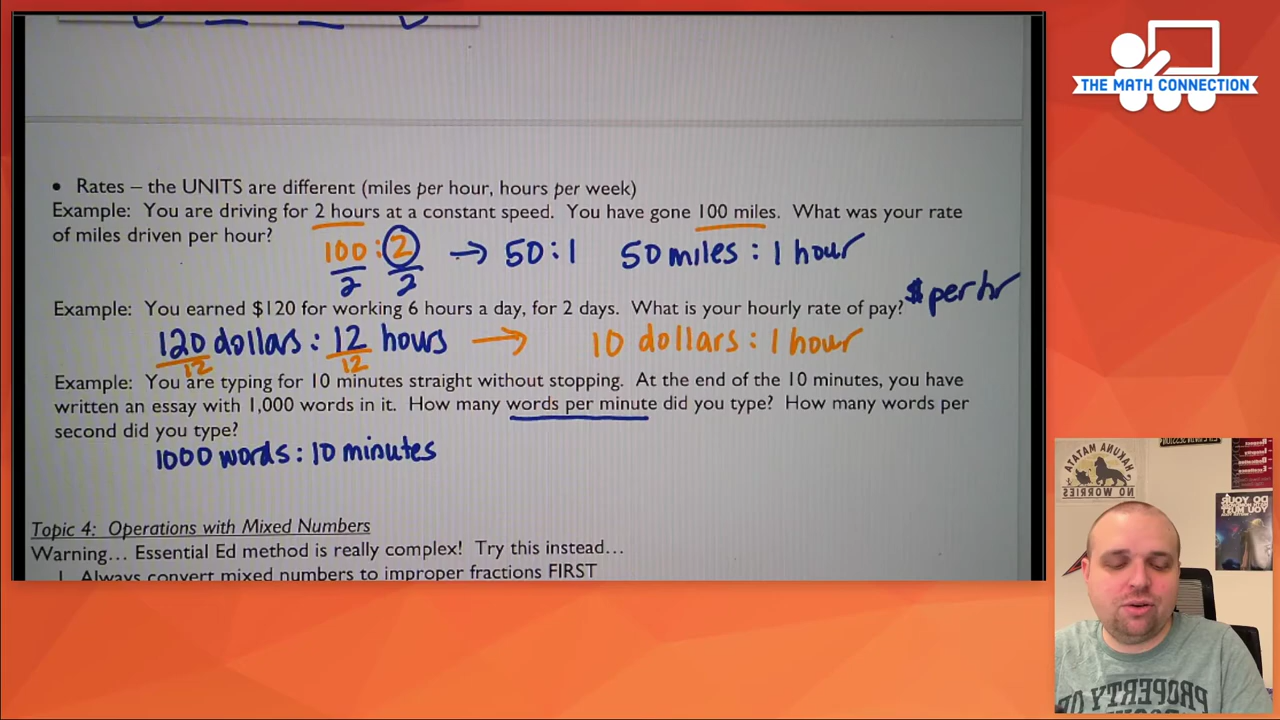 THE MATH CONNECTION
• Rates – the UNITS are different (miles per hour, hours per week)
Example: You are driving for 2 hours at a constant speed. You have gone 100 miles. What was your rate
of miles driven per hour?
100 : 2 → 50 : 1 50 miles : 1 hour
2 2
Example: You earned $120 for working 6 hours a day, for 2 days. What is your hourly rate of pay? $ per hr
120 dollars : 12 hours → 10 dollars : 1 hour
12 12
Example: You are typing for 10 minutes straight without stopping. At the end of the 10 minutes, you have
written an essay with 1,000 words in it. How many words per minute did you type? How many words per
second did you type?
1000 words : 10 minutes
Topic 4: Operations with Mixed Numbers
Warning... Essential Ed method is really complex! Try this instead...
1. Always convert mixed numbers to improper fractions FIRST
HAKUNA MATATA
NO WORRIES
DO YOU
YOU MUST
PROPERTY OF